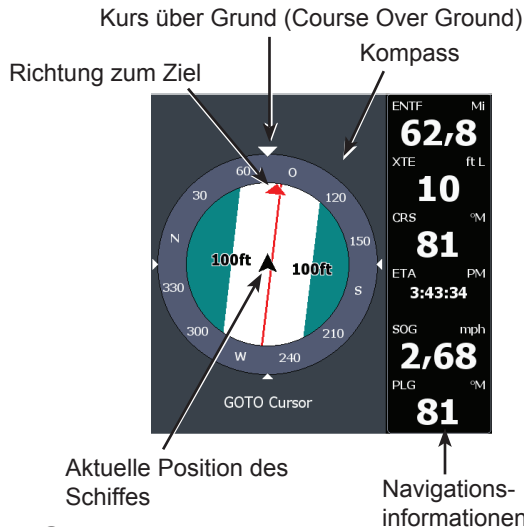 Kurs über Grund (Course Over Ground)
Kompass
Richtung zum Ziel
ENTF Mi
62,8
XTE ft L
10
CRS °M
81
ETA PM
3:43:34
SOG mph
2,68
PLG °M
81
60 O
30 120
N 150
100ft 100ft
330 S
300 210
W 240
GOTO Cursor
Aktuelle Position des
Schiffes
Navigations-
informationen